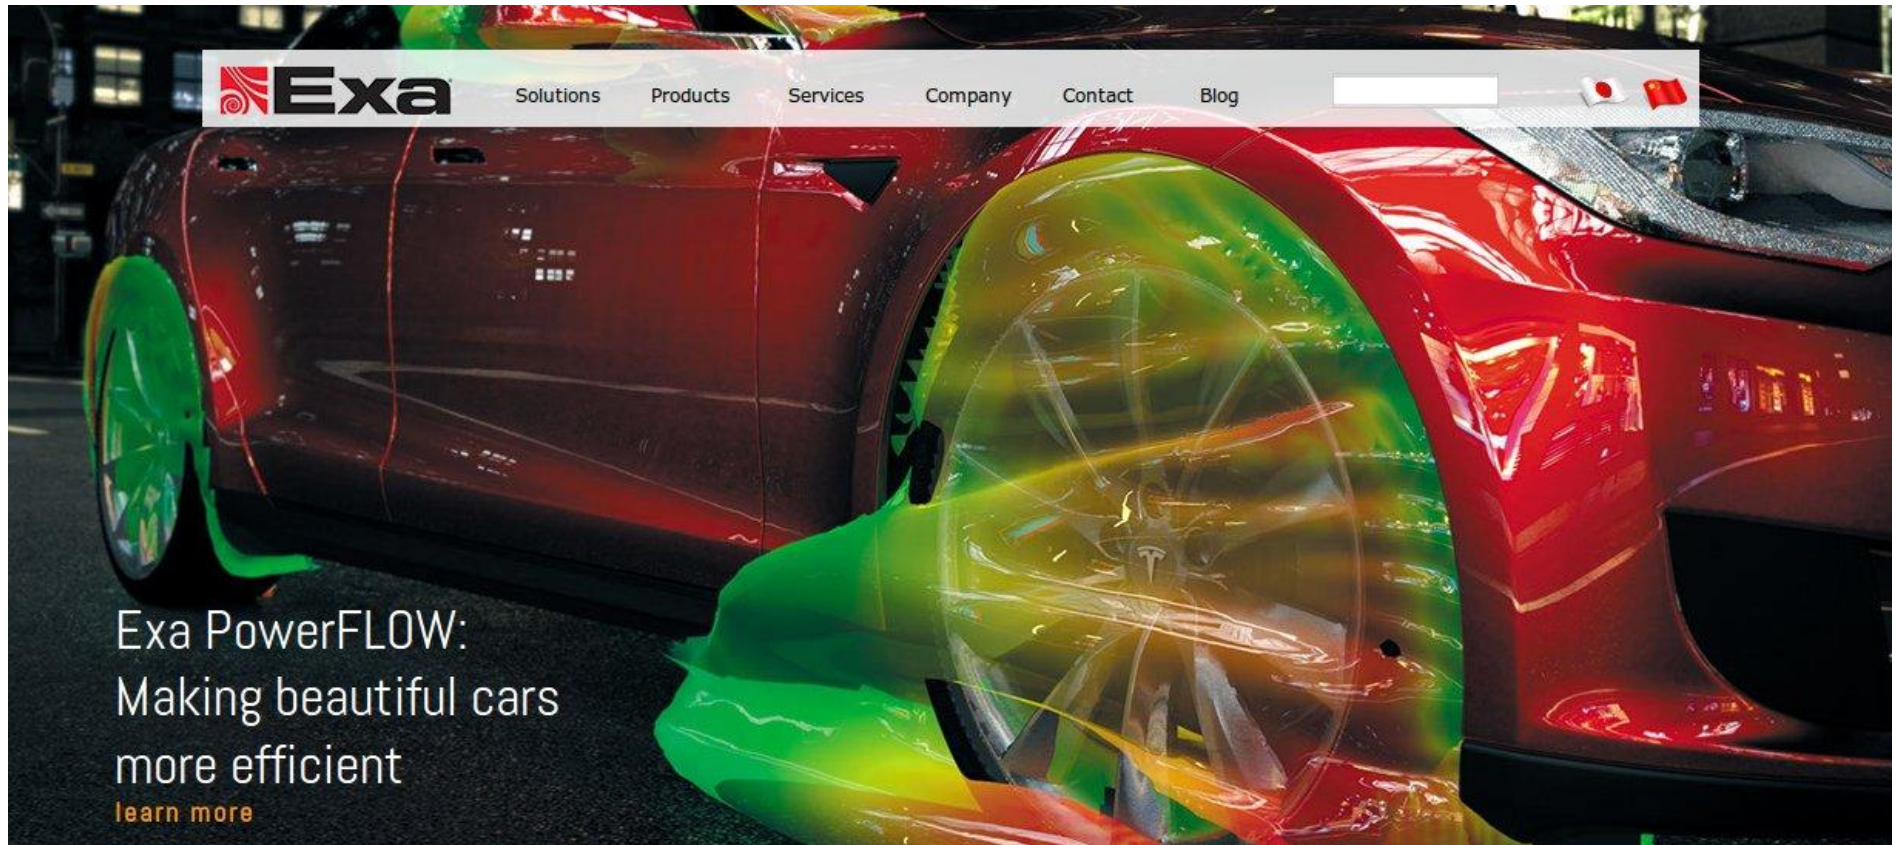 Exa
Solutions Products Services Company Contact Blog
Exa PowerFLOW:
Making beautiful cars
more efficient
learn more